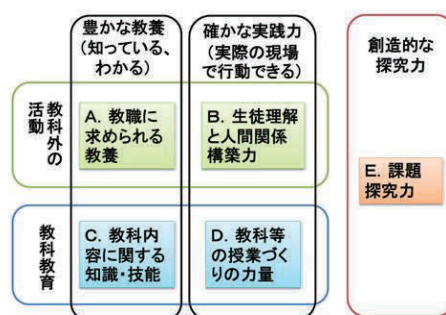 豊かな教養
(知っている、
わかる)
確かな実践力
(実際の現場
で行動できる)
創造的な
探究力
教科外の
活動
A. 教職に
求められる
教養
B. 生徒理解
と人間関係
構築力
E. 課題
探究力
教科教育
C. 教科内
容に関する
知識・技能
D. 教科等
の授業づく
りの力量